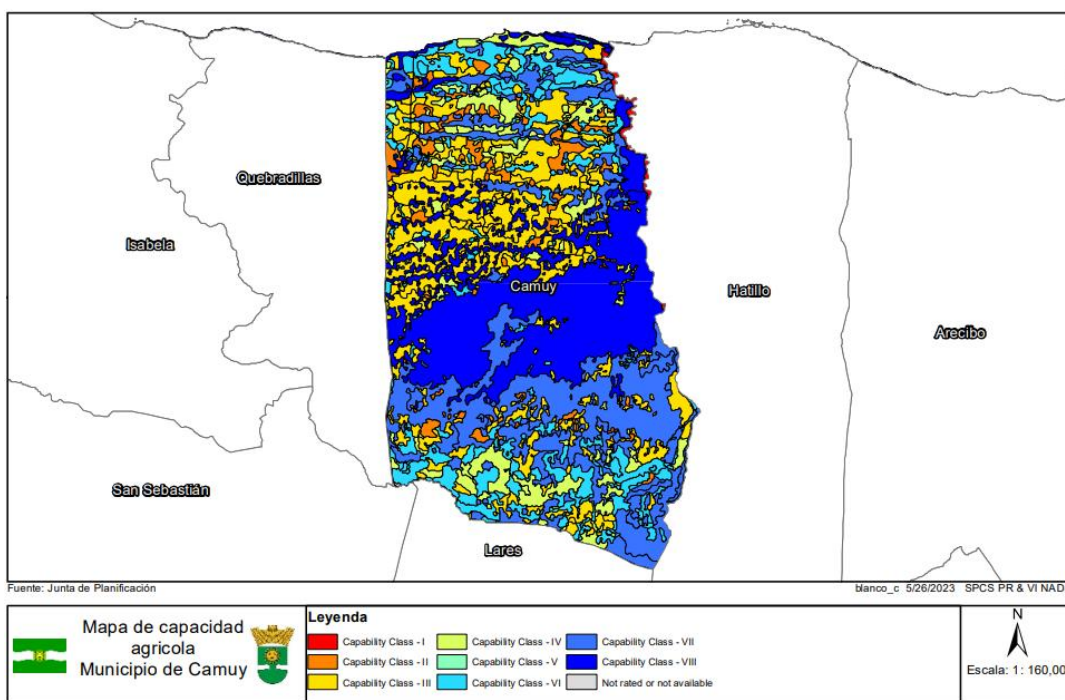 Quebradillas
Isabela
Camuy
Hatillo
Arecibo
San Sebastián
Lares
Fuente: Junta de Planificación
blanco_c 5/26/2023 SPCS PR & VI NAD
Mapa de capacidad
agricola
Municipio de Camuy
Leyenda
Capability Class - I
Capability Class - IV
Capability Class - VII
Capability Class - II
Capability Class - V
Capability Class - VIII
Capability Class - III
Capability Class - VI
Not rated or not available
N
Escala: 1: 160,00